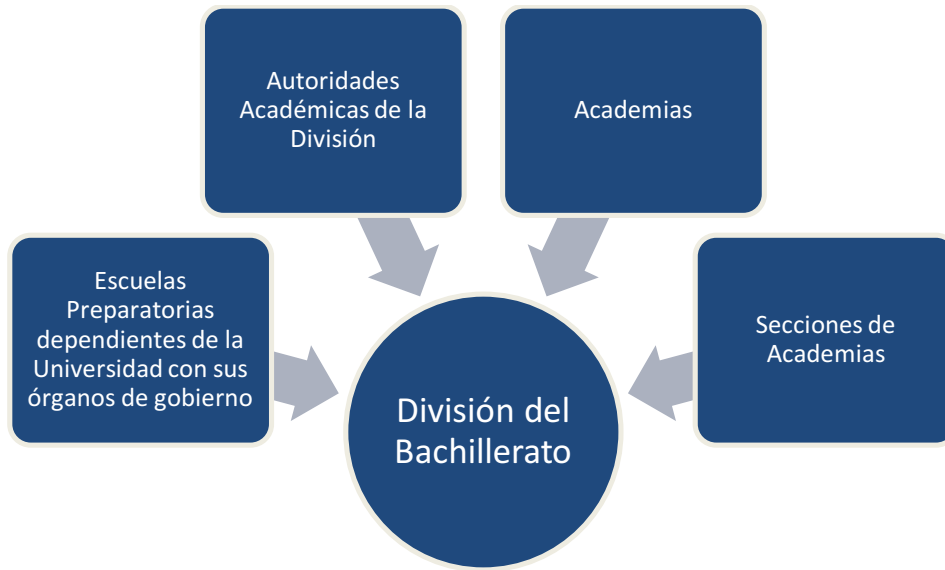 Autoridades
Académicas de la
División
Academias
Escuelas
Preparatorias
dependientes de la
Universidad con sus
órganos de gobierno
Secciones de
Academias
División del
Bachillerato